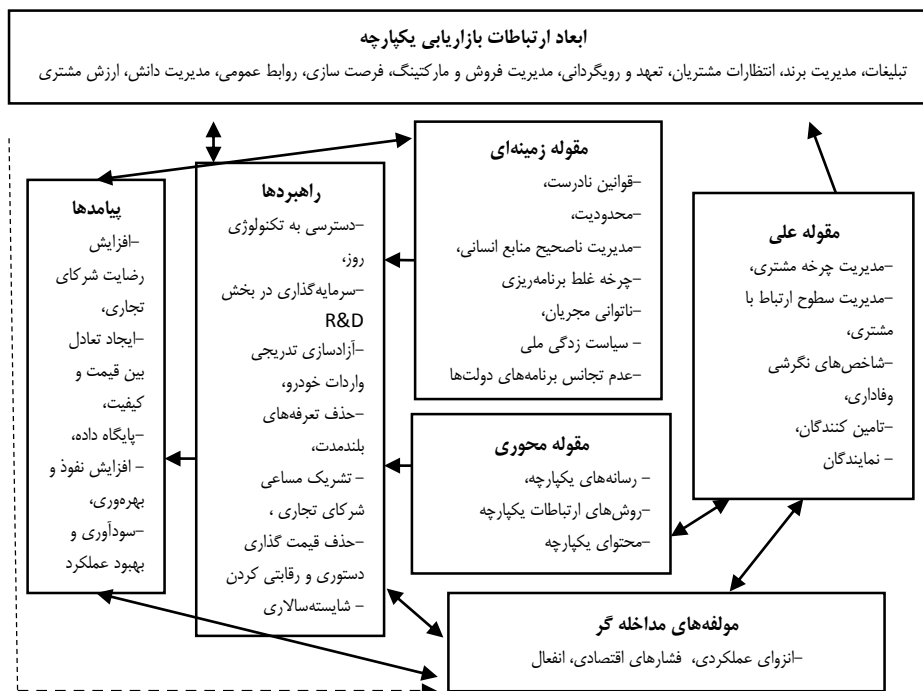 ابعاد ارتباطات بازاریابی یکپارچه
تبلیغات، مدیریت برند، انتظارات مشتریان، تعهد و رویگردانی، مدیریت فروش و مارکتینگ، فرصت سازی، روابط عمومی، مدیریت دانش، ارزش مشتری
مقوله علی
–مدیریت چرخه مشتری،
–مدیریت سطوح ارتباط با
مشتری،
–شاخص‌های نگرشی
وفاداری،
–تامین کنندگان،
– نمایندگان
مقوله زمینه‌ای
–قوانین نادرست،
–محدودیت،
–مدیریت ناصحیح منابع انسانی،
–چرخه غلط برنامه‌ریزی
–ناتوانی مجریان،
– سیاست زدگی ملی
–عدم تجانس برنامه‌های دولت‌ها
مقوله محوری
– رسانه‌های یکپارچه،
–روش‌های ارتباطات یکپارچه
–محتوای یکپارچه
مولفه‌های مداخله گر
–انزوای عملکردی، فشارهای اقتصادی، انفعال
راهبردها
–دسترسی به تکنولوژی
روز،
–سرمایه‌گذاری در بخش
R&D
–آزادسازی تدریجی
واردات خودرو،
–حذف تعرفه‌های
بلندمدت،
– تشریک مساعی
شرکای تجاری ،
–حذف قیمت گذاری
دستوری و رقابتی کردن
– شایسته‌سالاری
پیامدها
–افزایش
رضایت شرکای
تجاری،
–ایجاد تعادل
بین قیمت و
کیفیت،
–پایگاه داده،
– افزایش نفوذ و
بهره‌وری،
–سودآوری و
بهبود عملکرد